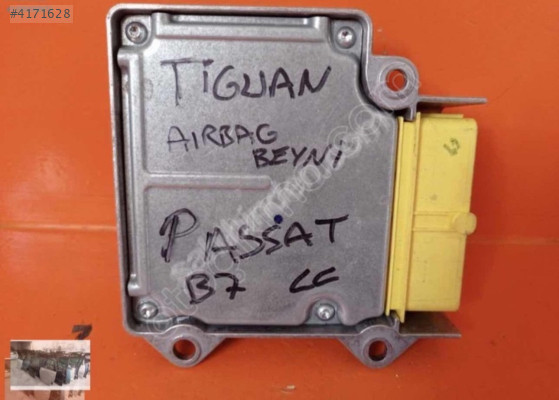 #4171628
TiGUAN
AiRBAG
BEYNi
PASSAT
B7 CC